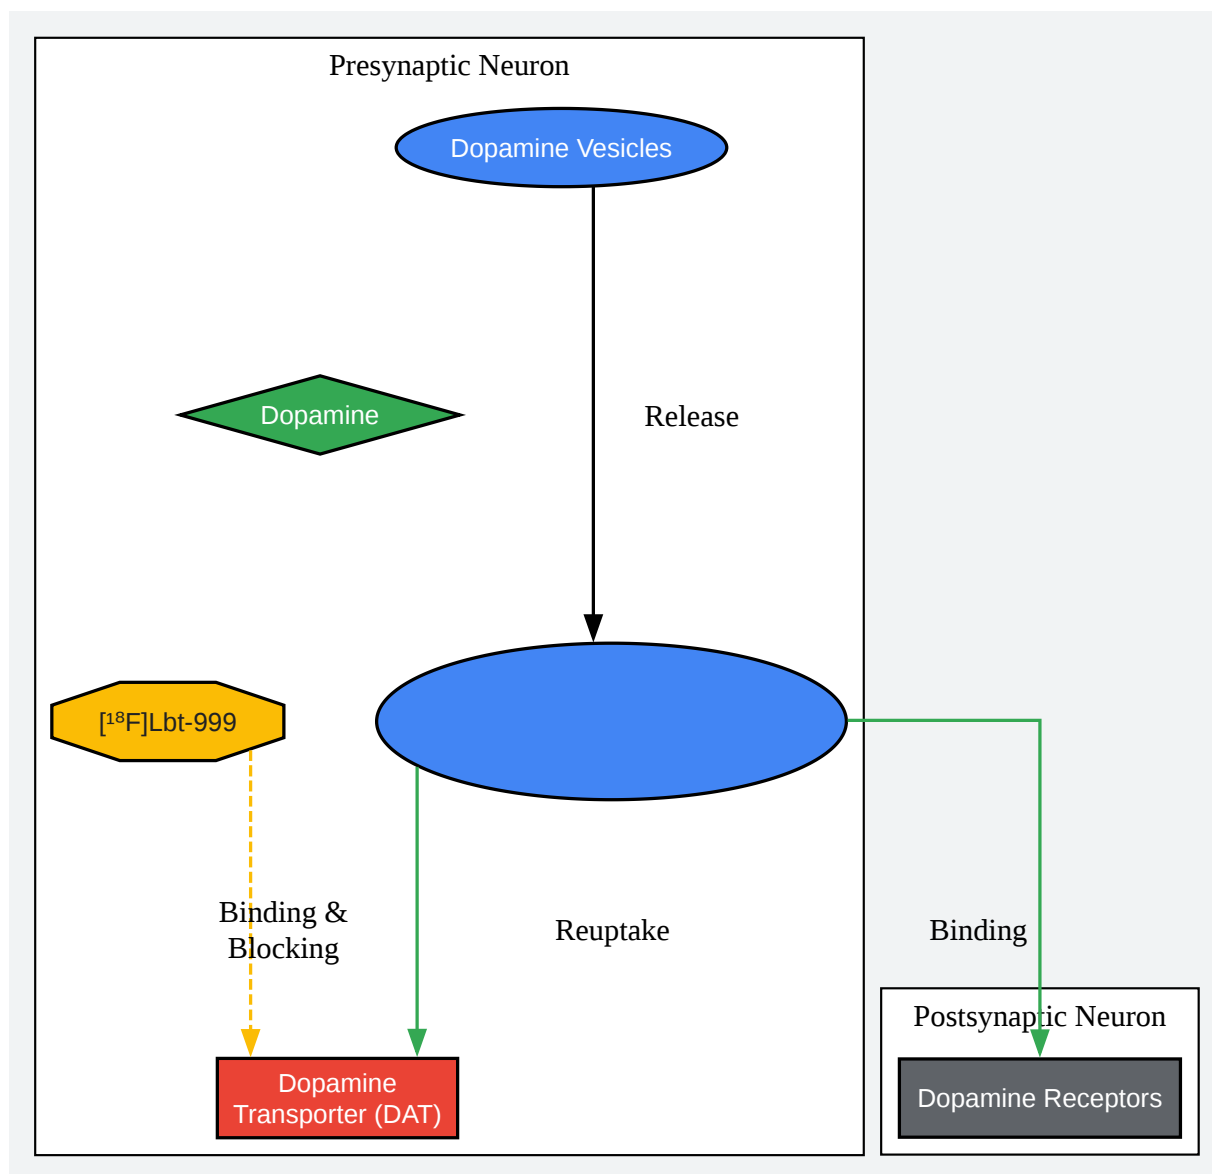 Presynaptic Neuron
Dopamine Vesicles
Dopamine
Release
[¹⁸F]Lbt-999
Binding &
Blocking
Reuptake
Binding
Postsynaptic Neuron
Dopamine
Transporter (DAT)
Dopamine Receptors